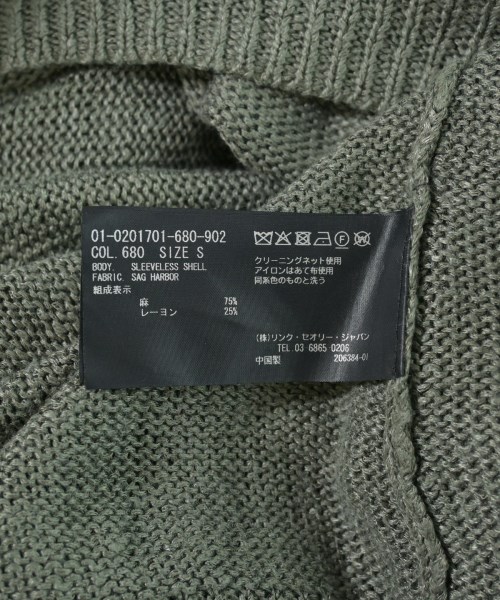 01-0201701-680-902
COL. 680 SIZE S
BODY. SLEEVELESS SHELL
FABRIC. SAG HARBOR
組成表示
麻 75%
レーヨン 25%
クリーニングネット使用
アイロンはあて布使用
同系色のものと洗う
(株)リンク・セオリー・ジャパン
TEL.03 6865 0206
中国製 206384-01